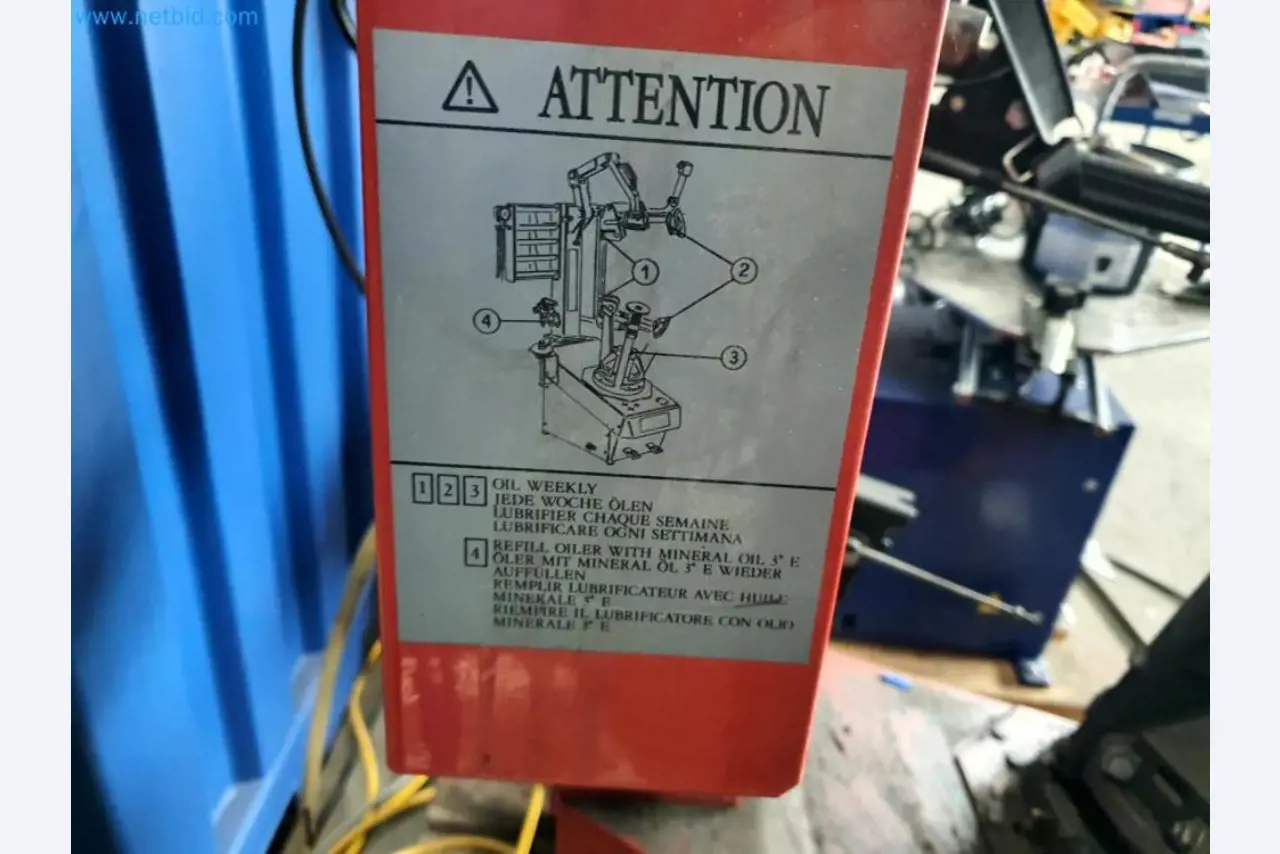 www.netbid.com
ATTENTION
1
2
4
3
1 2 3 OIL WEEKLY
JEDE WOCHE ÖLEN
LUBRIFIER CHAQUE SEMAINE
LUBRIFICARE OGNI SETTIMANA
4 REFILL OILER WITH MINERAL OIL 3° E
ÖLER MIT MINERAL ÖL 3° E WIEDER
AUFFÜLLEN
REMPLIR LUBRIFICATEUR AVEC HUILE
MINERALE 3° E
RIEMPIRE IL LUBRIFICATORE CON OLIO
MINERALE 3° E